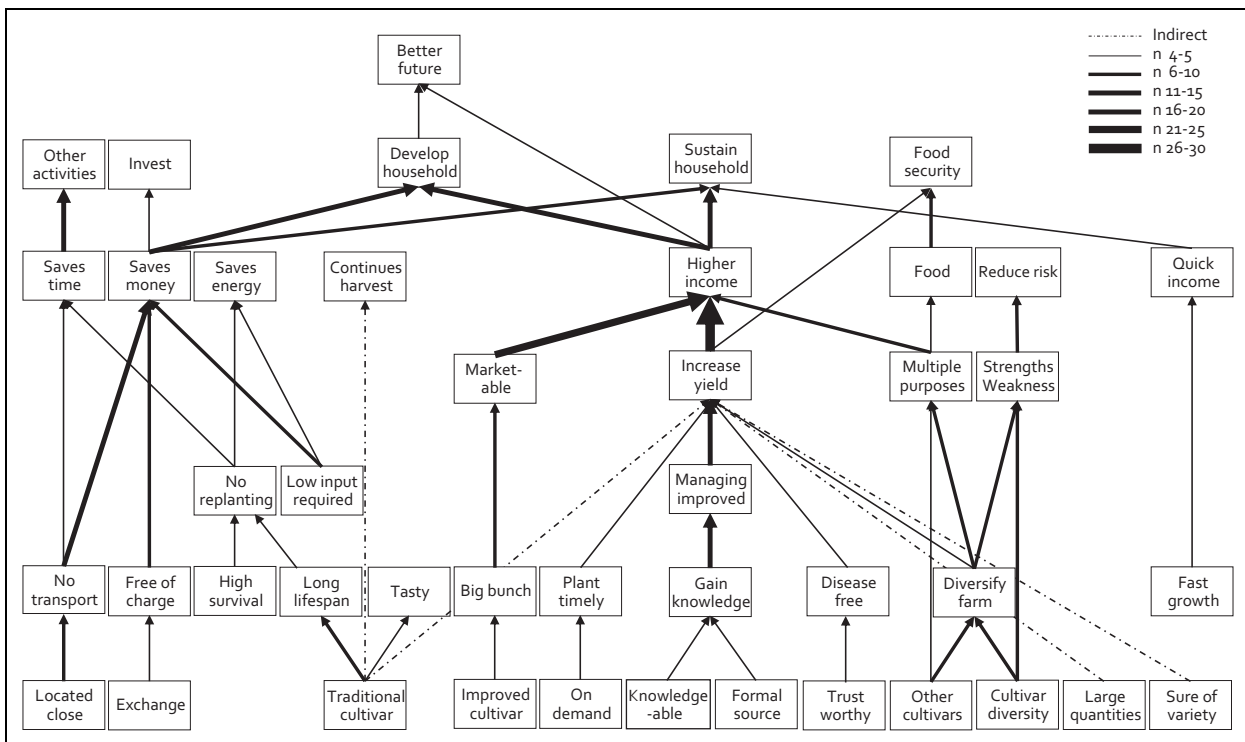 Better
future
Indirect
n 4-5
n 6-10
n 11-15
n 16-20
n 21-25
n 26-30
Other
activities
Invest
Develop
household
Sustain
household
Food
security
Saves
time
Saves
money
Saves
energy
Continues
harvest
Higher
income
Food
Reduce risk
Quick
income
Market-
able
Increase
yield
Multiple
purposes
Strengths
Weakness
No
replanting
Low input
required
Managing
improved
No
transport
Free of
charge
High
survival
Long
lifespan
Tasty
Big bunch
Plant
timely
Gain
knowledge
Disease
free
Diversify
farm
Fast
growth
Located
close
Exchange
Traditional
cultivar
Improved
cultivar
On
demand
Knowledge
-able
Formal
source
Trust
worthy
Other
cultivars
Cultivar
diversity
Large
quantities
Sure of
variety